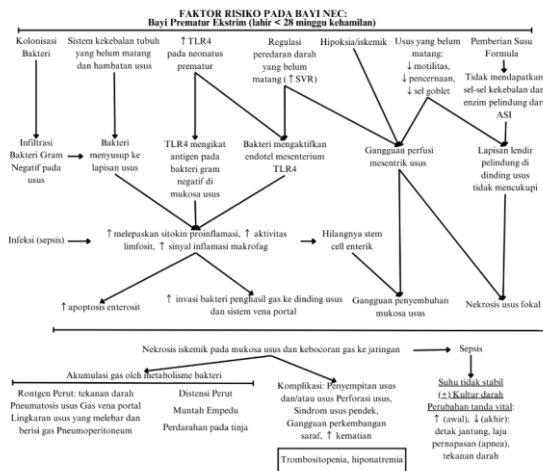 FAKTOR RISIKO PADA BAYI NEC:
Bayi Prematur Ekstrim (lahir < 28 minggu kehamilan)
Kolonisasi
Bakteri
Sistem kekebalan tubuh
yang belum matang
dan hambatan usus
↑ TLR4
pada neonatus
prematur
Regulasi
peredaran darah
yang belum
matang (↑ SVR)
Hipoksia/iskemik
Usus yang belum
matang:
↓ motilitas,
↓ pencernaan,
↓ sel goblet
Pemberian Susu
Formula
Tidak mendapatkan
sel-sel kekebalan dan
enzim pelindung dari
ASI
Infiltrasi
Bakteri Gram
Negatif pada
usus
Bakteri
menyusup ke
lapisan usus
TLR4 mengikat
antigen pada
bakteri gram
negatif di
mukosa usus
Bakteri mengaktifkan
endotel mesenterium
TLR4
Gangguan perfusi
mesentrik usus
Lapisan lendir
pelindung di
dinding usus
tidak mencukupi
Infeksi (sepsis)
↑ melepaskan sitokin proinflamasi, ↑ aktivitas
limfosit, ↑ sinyal inflamasi makrofag
Hilangnya stem
cell enterik
↑ apoptosis enterosit
↑ invasi bakteri penghasil gas ke dinding usus
dan sistem vena portal
Gangguan penyembuhan
mukosa usus
Nekrosis usus fokal
Nekrosis iskemik pada mukosa usus dan kebocoran gas ke jaringan
Sepsis
Akumulasi gas oleh metabolisme bakteri
Rontgen Perut: tekanan darah
Pneumatosis usus Gas vena portal
Lingkaran usus yang melebar dan
berisi gas Pneumoperitoneum
Distensi Perut
Muntah Empedu
Perdarahan pada tinja
Komplikasi: Penyempitan usus
dan/atau usus Perforasi usus,
Sindrom usus pendek,
Gangguan perkembangan
saraf, ↑ kematian
Trombositopenia, hiponatremia
Suhu tidak stabil
(+) Kultur darah
Perubahan tanda vital:
↑ (awal), ↓ (akhir):
detak jantung, laju
pernapasan (apnea),
tekanan darah